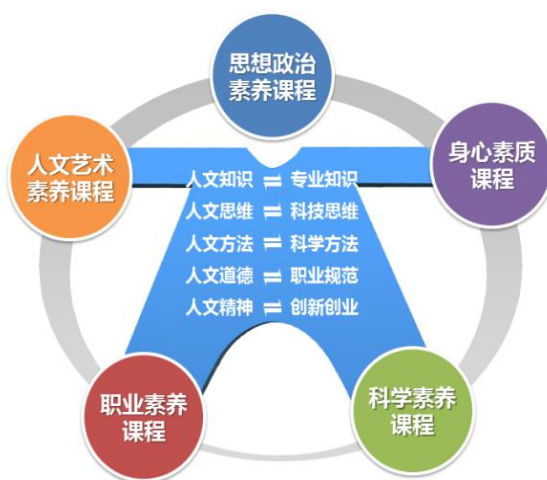 思想政治
素养课程
人文艺术
素养课程
身心素质
课程
人文知识 ⇌ 专业知识
人文思维 ⇌ 科技思维
人文方法 ⇌ 科学方法
人文道德 ⇌ 职业规范
人文精神 ⇌ 创新创业
职业素养
课程
科学素养
课程